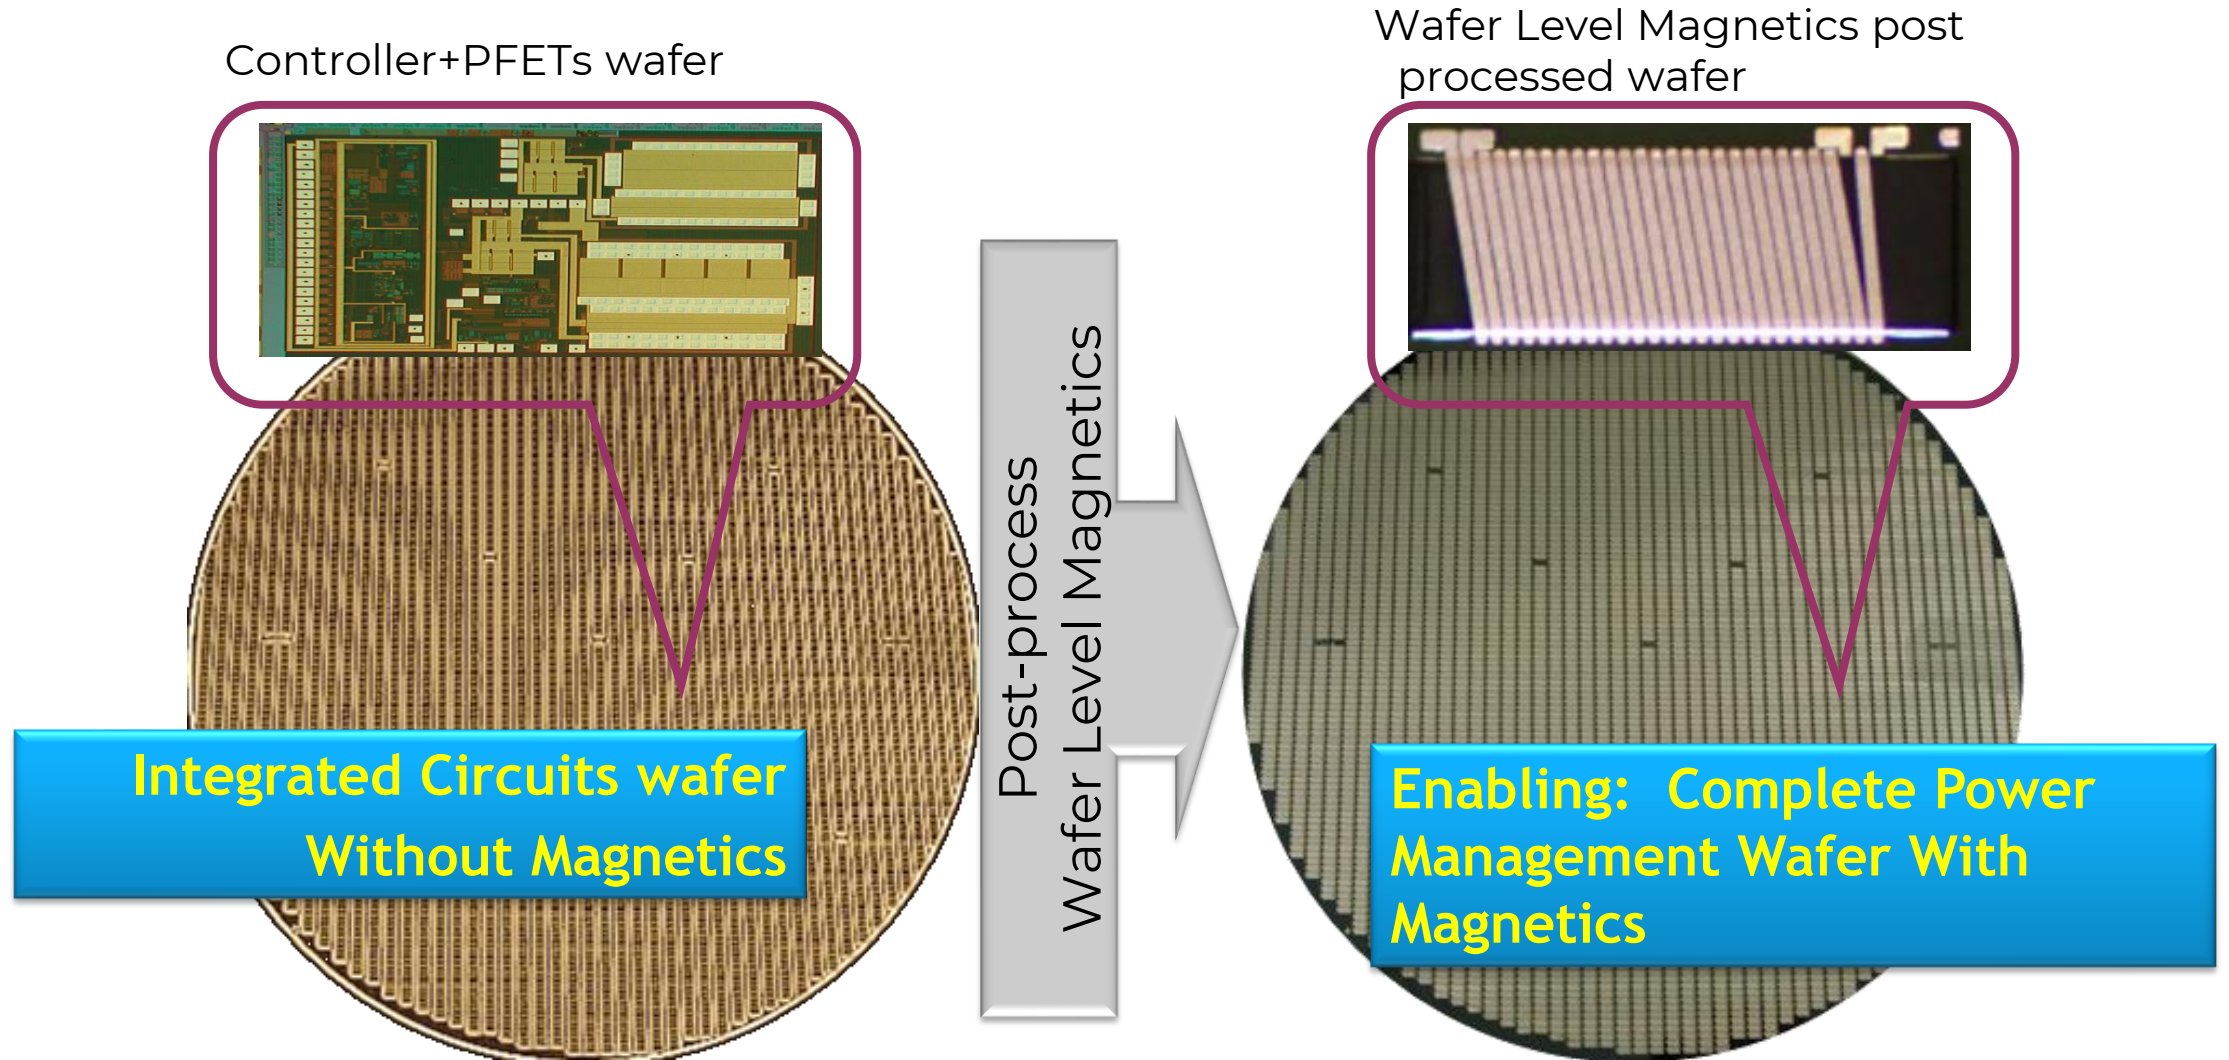 Controller+PFETs wafer
Wafer Level Magnetics post
processed wafer
Post-process
Wafer Level Magnetics
Integrated Circuits wafer
Without Magnetics
Enabling:  Complete Power
Management Wafer With
Magnetics